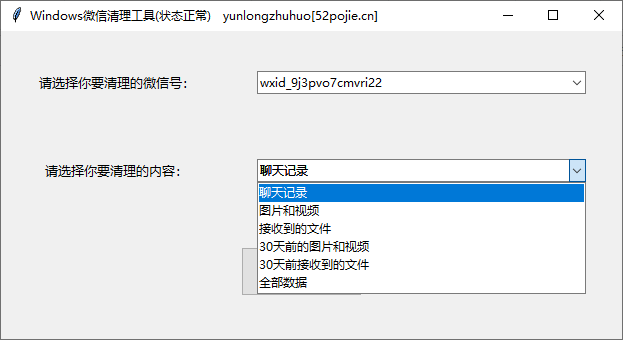 Windows微信清理工具(状态正常) yunlongzhuhuo[52pojie.cn]
请选择你要清理的微信号：
wxid_9j3pvo7cmvri22
请选择你要清理的内容：
聊天记录
聊天记录
图片和视频
接收到的文件
30天前的图片和视频
30天前接收到的文件
全部数据